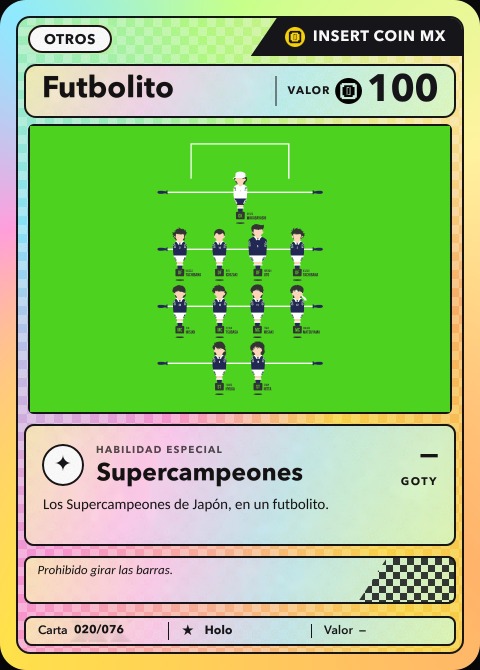 OTROS
INSERT COIN MX
Futbolito
VALOR 100
HABILIDAD ESPECIAL
Supercampeones
–
GOTY
Los Supercampeones de Japón, en un futbolito.
Prohibido girar las barras.
Carta 020/076
★ Holo
Valor –